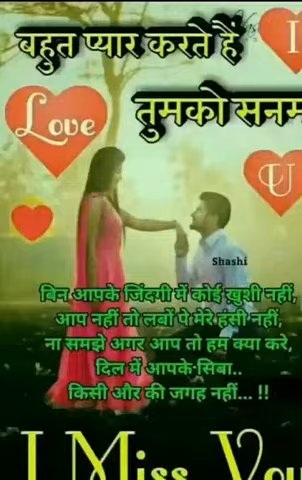 बहुत प्यार करते हैं
I
तुमको सनम
Love
U
Shashi
बिन आपके जिंदगी में कोई ख़ुशी नहीं,
आप नहीं तो लबों पे मेरे हंसी नहीं,
ना समझे अगर आप तो हम क्या करे,
दिल में आपके सिबा..
किसी और की जगह नहीं... !!
I Miss You